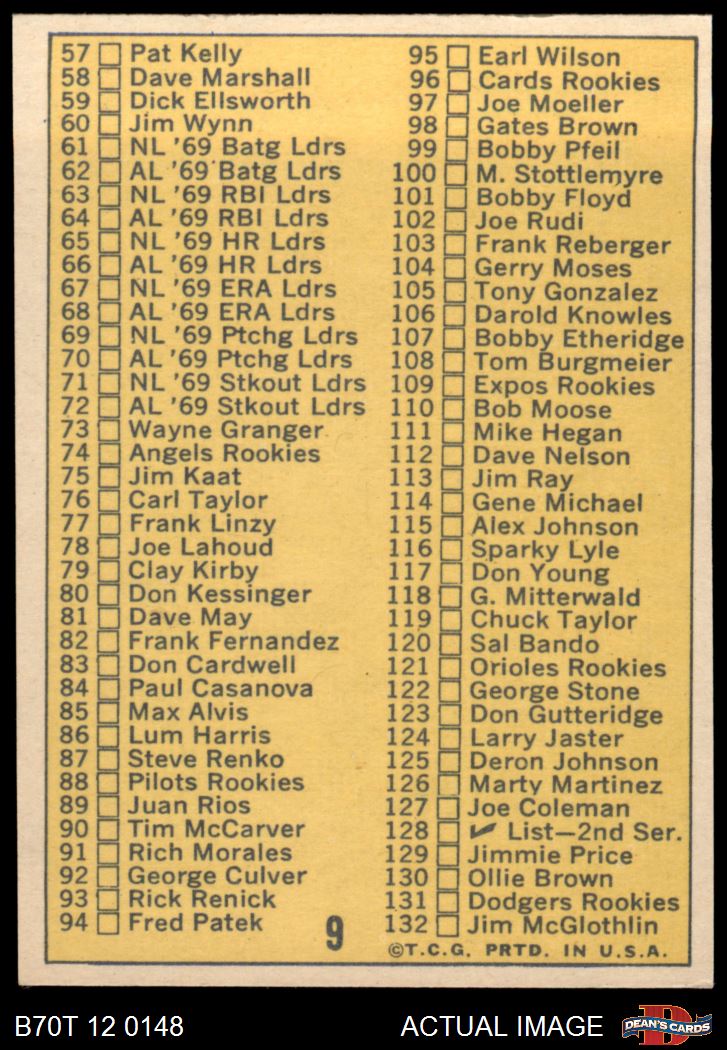 57 Pat Kelly
58 Dave Marshall
59 Dick Ellsworth
60 Jim Wynn
61 NL '69 Batg Ldrs
62 AL '69 Batg Ldrs
63 NL '69 RBI Ldrs
64 AL '69 RBI Ldrs
65 NL '69 HR Ldrs
66 AL '69 HR Ldrs
67 NL '69 ERA Ldrs
68 AL '69 ERA Ldrs
69 NL '69 Ptchg Ldrs
70 AL '69 Ptchg Ldrs
71 NL '69 Stkout Ldrs
72 AL '69 Stkout Ldrs
73 Wayne Granger
74 Angels Rookies
75 Jim Kaat
76 Carl Taylor
77 Frank Linzy
78 Joe Lahoud
79 Clay Kirby
80 Don Kessinger
81 Dave May
82 Frank Fernandez
83 Don Cardwell
84 Paul Casanova
85 Max Alvis
86 Lum Harris
87 Steve Renko
88 Pilots Rookies
89 Juan Rios
90 Tim McCarver
91 Rich Morales
92 George Culver
93 Rick Renick
94 Fred Patek
95 Earl Wilson
96 Cards Rookies
97 Joe Moeller
98 Gates Brown
99 Bobby Pfeil
100 M. Stottlemyre
101 Bobby Floyd
102 Joe Rudi
103 Frank Reberger
104 Gerry Moses
105 Tony Gonzalez
106 Darold Knowles
107 Bobby Etheridge
108 Tom Burgmeier
109 Expos Rookies
110 Bob Moose
111 Mike Hegan
112 Dave Nelson
113 Jim Ray
114 Gene Michael
115 Alex Johnson
116 Sparky Lyle
117 Don Young
118 G. Mitterwald
119 Chuck Taylor
120 Sal Bando
121 Orioles Rookies
122 George Stone
123 Don Gutteridge
124 Larry Jaster
125 Deron Johnson
126 Marty Martinez
127 Joe Coleman
128 ✓ List—2nd Ser.
129 Jimmie Price
130 Ollie Brown
131 Dodgers Rookies
132 Jim McGlothlin
9
©T.C.G. PRTD. IN U.S.A.
B70T 12 0148
ACTUAL IMAGE
D
DEAN'S CARDS